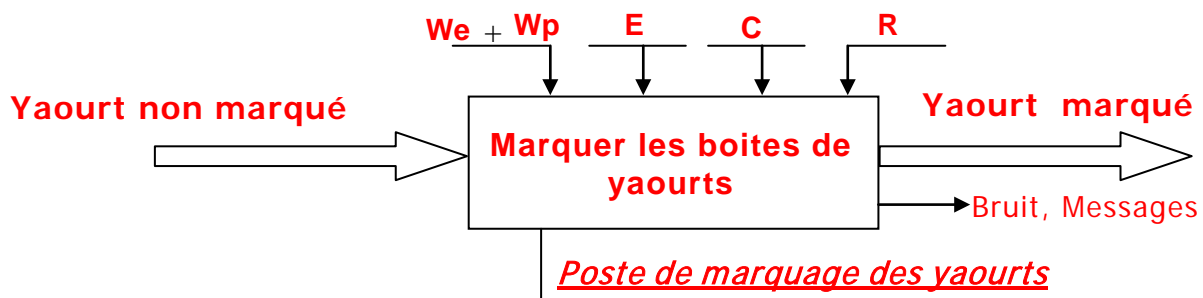 We + Wp E C R
Yaourt non marqué
Yaourt marqué
Marquer les boites de
yaourts
Bruit, Messages
Poste de marquage des yaourts